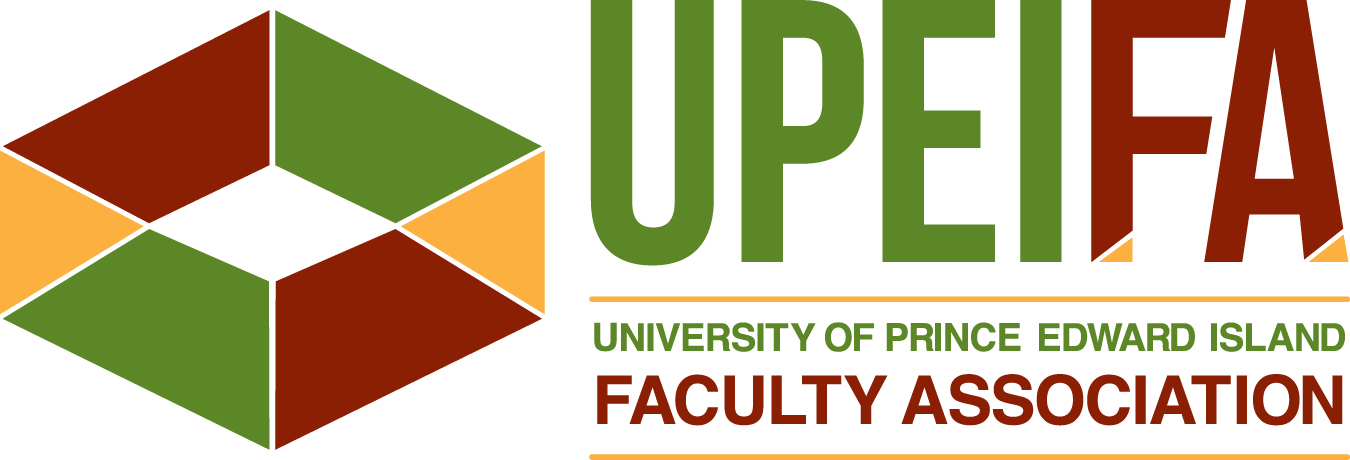 UPEIFA
UNIVERSITY OF PRINCE EDWARD ISLAND
FACULTY ASSOCIATION